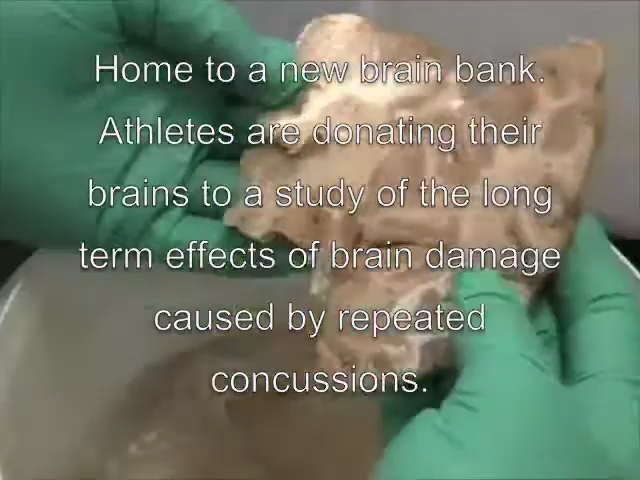 Home to a new brain bank.
Athletes are donating their
brains to a study of the long
term effects of brain damage
caused by repeated
concussions.